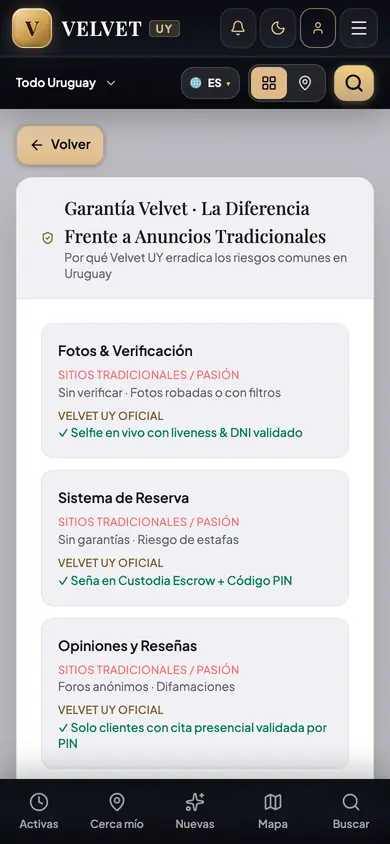 V VELVET UY
Todo Uruguay
ES
Volver
Garantía Velvet · La Diferencia
Frente a Anuncios Tradicionales
Por qué Velvet UY erradica los riesgos comunes en
Uruguay
Fotos & Verificación
SITIOS TRADICIONALES / PASIÓN
Sin verificar · Fotos robadas o con filtros
VELVET UY OFICIAL
✓ Selfie en vivo con liveness & DNI validado
Sistema de Reserva
SITIOS TRADICIONALES / PASIÓN
Sin garantías · Riesgo de estafas
VELVET UY OFICIAL
✓ Seña en Custodia Escrow + Código PIN
Opiniones y Reseñas
SITIOS TRADICIONALES / PASIÓN
Foros anónimos · Difamaciones
VELVET UY OFICIAL
✓ Solo clientes con cita presencial validada por
PIN
Activas
Cerca mío
Nuevas
Mapa
Buscar